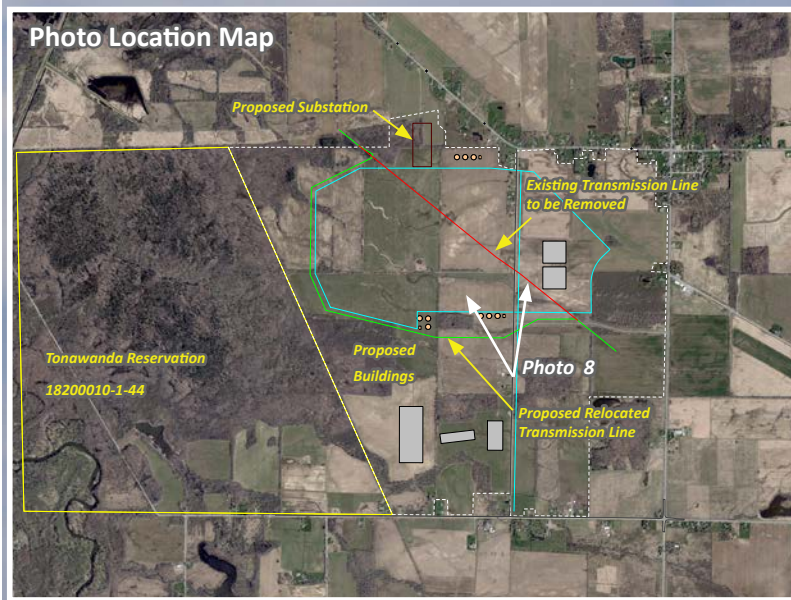 Photo Location Map
Proposed Substation
Existing Transmission Line
to be Removed
Tonawanda Reservation
18200010-1-44
Proposed
Buildings
Photo 8
Proposed Relocated
Transmission Line